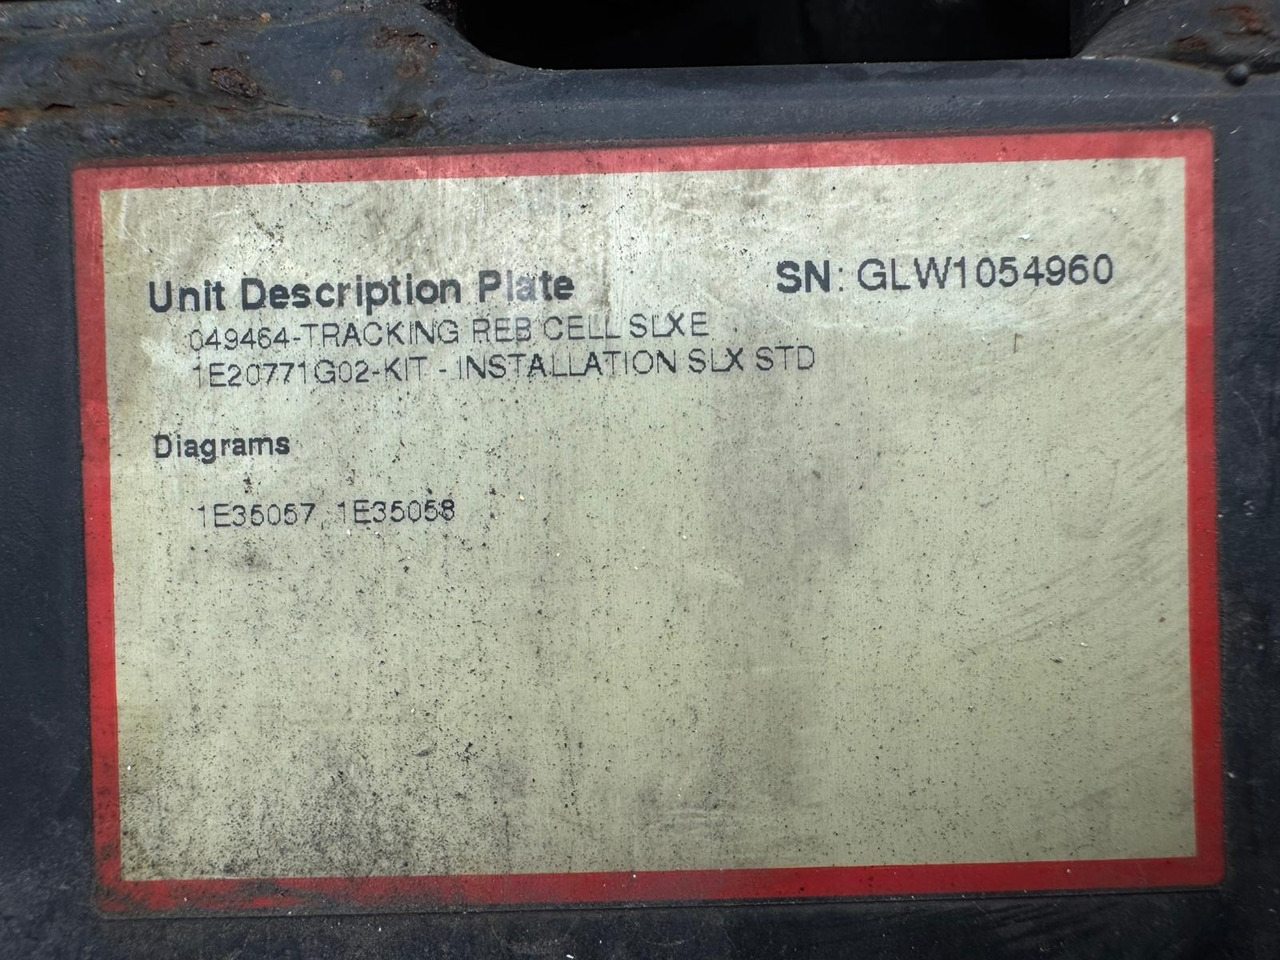 Unit Description Plate
SN: GLW1054960
049464-TRACKING REB CELL SLXE
1E20771G02-KIT - INSTALLATION SLX STD
Diagrams
1E35057, 1E35058